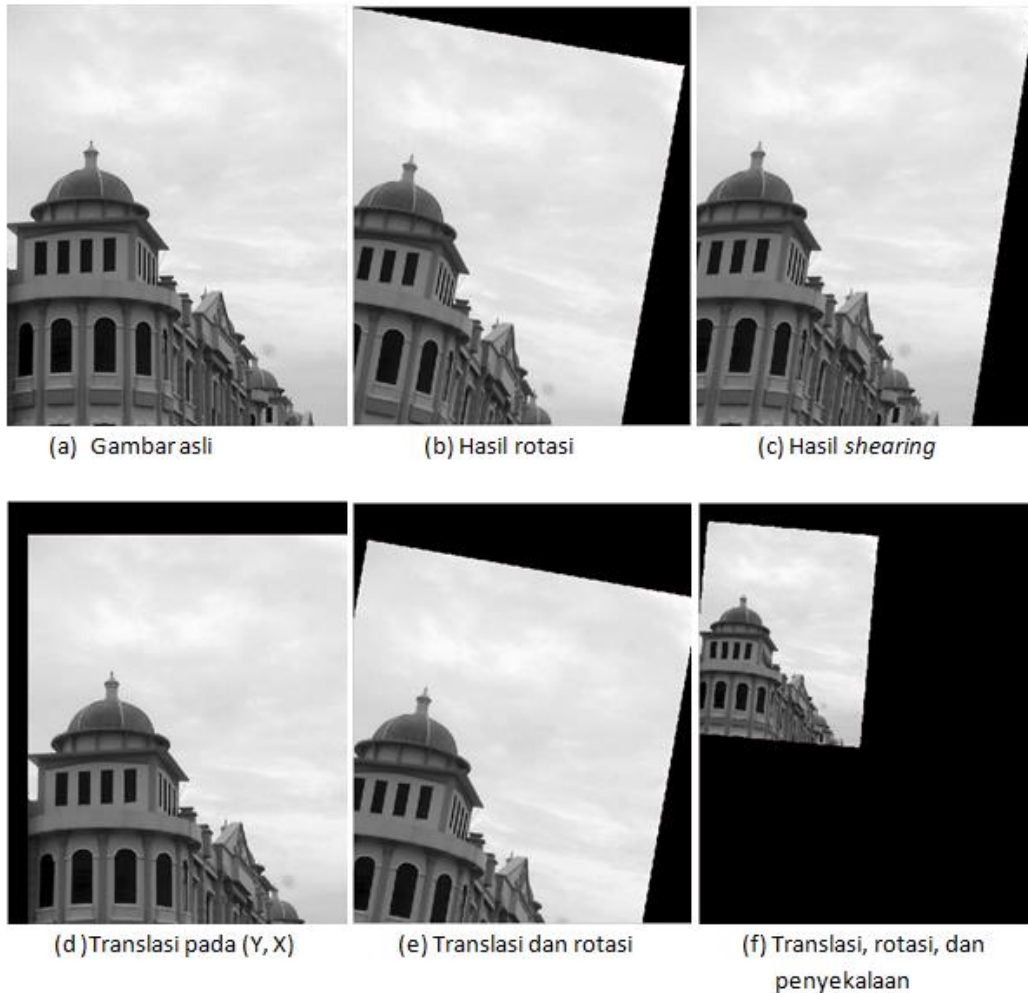 (a) Gambar asli
(b) Hasil rotasi
(c) Hasil shearing
(d) Translasi pada (Y, X)
(e) Translasi dan rotasi
(f) Translasi, rotasi, dan
penyekalaan